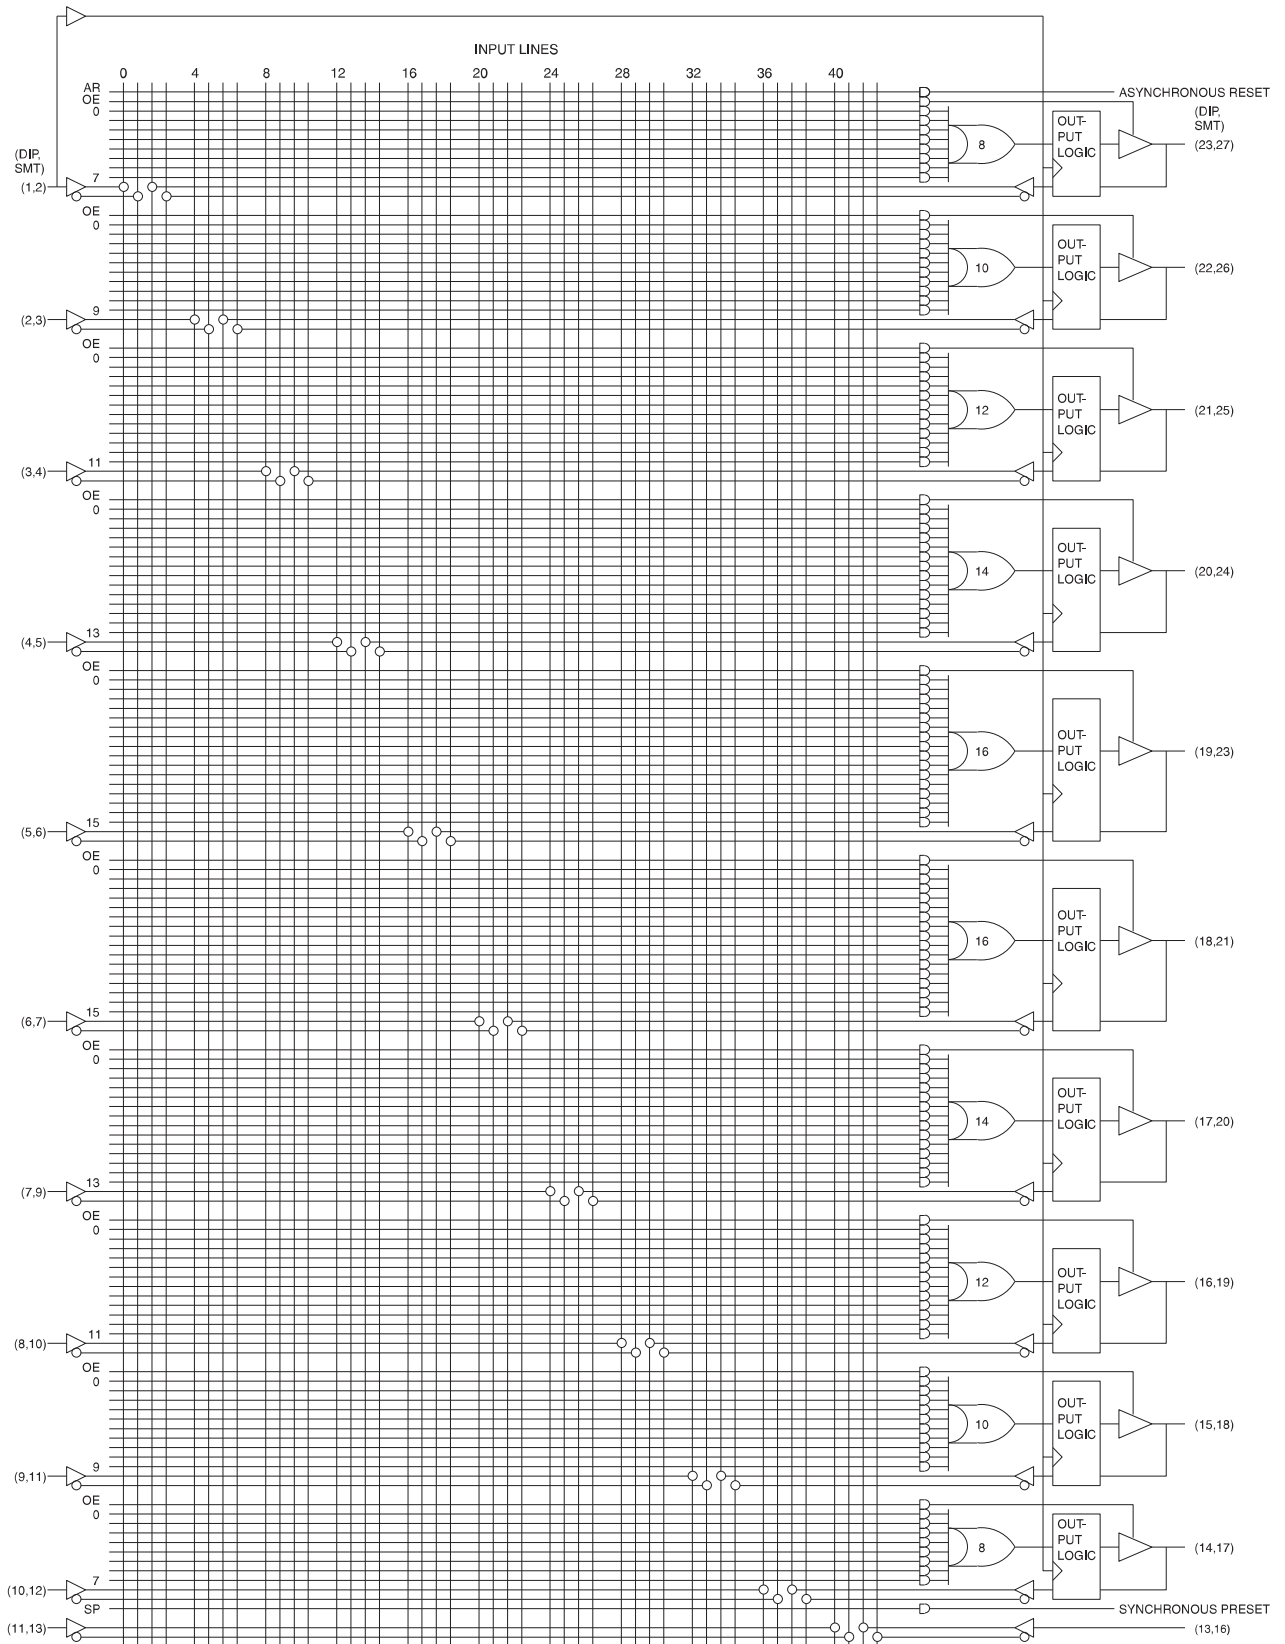 INPUT LINES
0 4 8 12 16 20 24 28 32 36 40
AR ASYNCHRONOUS RESET
OE
0
(DIP, SMT)
(DIP, SMT)
8
OUT-
PUT
LOGIC
(23,27)
7
(1,2)
OE
0
10
OUT-
PUT
LOGIC
(22,26)
9
(2,3)
OE
0
12
OUT-
PUT
LOGIC
(21,25)
11
(3,4)
OE
0
14
OUT-
PUT
LOGIC
(20,24)
13
(4,5)
OE
0
16
OUT-
PUT
LOGIC
(19,23)
15
(5,6)
OE
0
16
OUT-
PUT
LOGIC
(18,21)
15
(6,7)
OE
0
14
OUT-
PUT
LOGIC
(17,20)
13
(7,9)
OE
0
12
OUT-
PUT
LOGIC
(16,19)
11
(8,10)
OE
0
10
OUT-
PUT
LOGIC
(15,18)
9
(9,11)
OE
0
8
OUT-
PUT
LOGIC
(14,17)
7
(10,12)
SP SYNCHRONOUS PRESET
(11,13) (13,16)